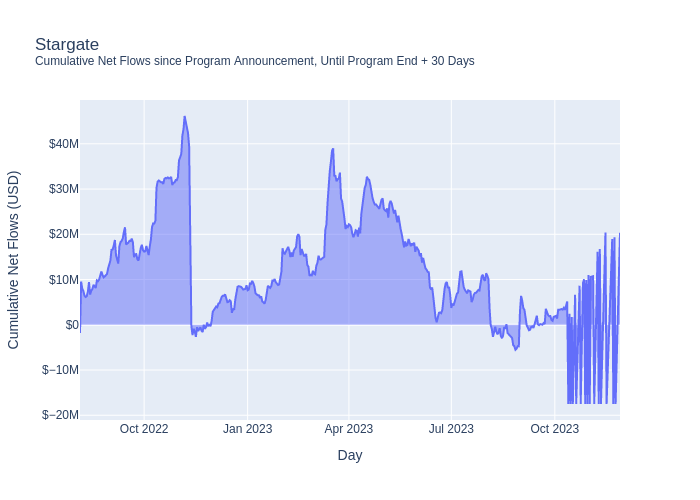 Stargate
Cumulative Net Flows since Program Announcement, Until Program End + 30 Days
Cumulative Net Flows (USD)
$40M
$30M
$20M
$10M
$0
$−10M
$−20M
Oct 2022
Jan 2023
Apr 2023
Jul 2023
Oct 2023
Day